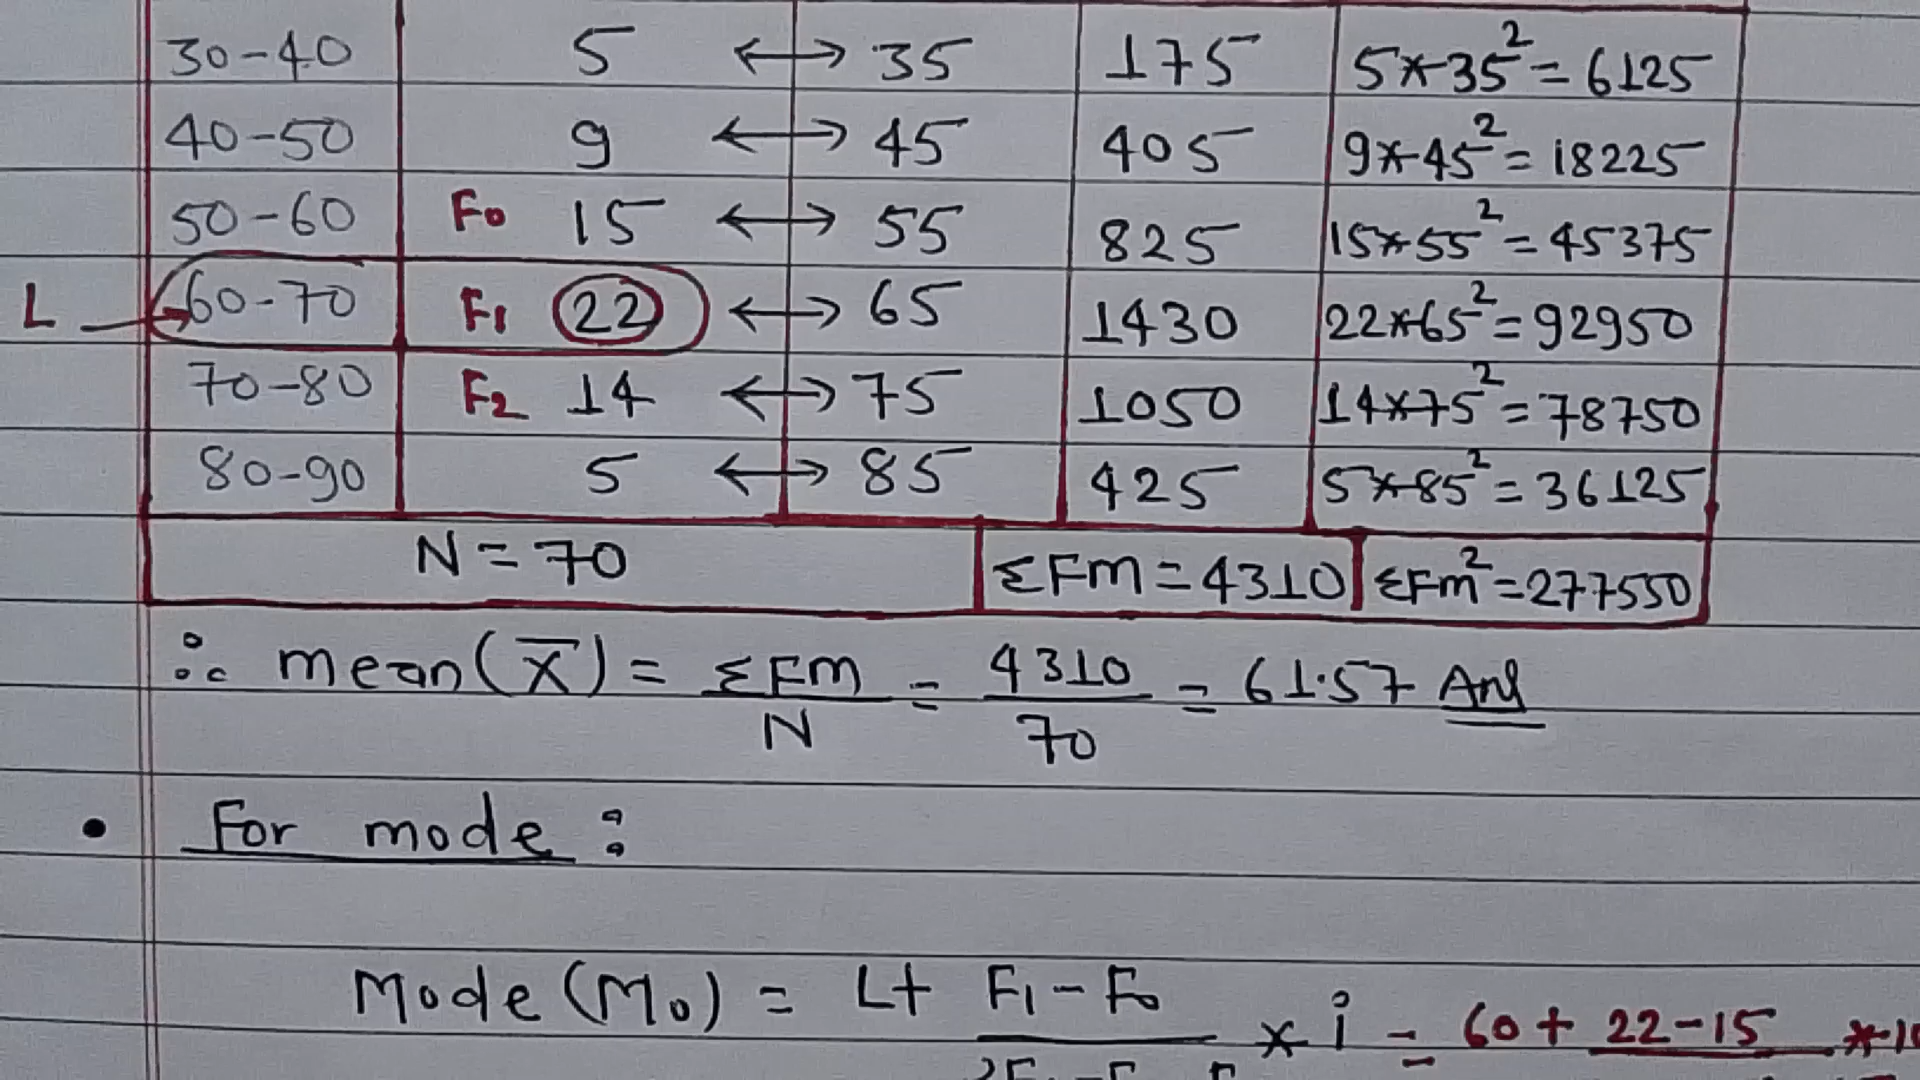 30-40 5 ↔ 35 175 5*35²=6125
40-50 9 ↔ 45 405 9*45²=18225
50-60 F₀ 15 ↔ 55 825 15*55²=45375
L → 60-70 F₁ 22 ↔ 65 1430 22*65²=92950
70-80 F₂ 14 ↔ 75 1050 14*75²=78750
80-90 5 ↔ 85 425 5*85²=36125
N=70 ΣFm=4310 ΣFm²=277550
∴ mean(x̄) = ΣFm/N = 4310/70 = 61.57 Ans
• For mode:
Mode(Mo) = L+ F₁-F₀ * i = 60+ 22-15 *10